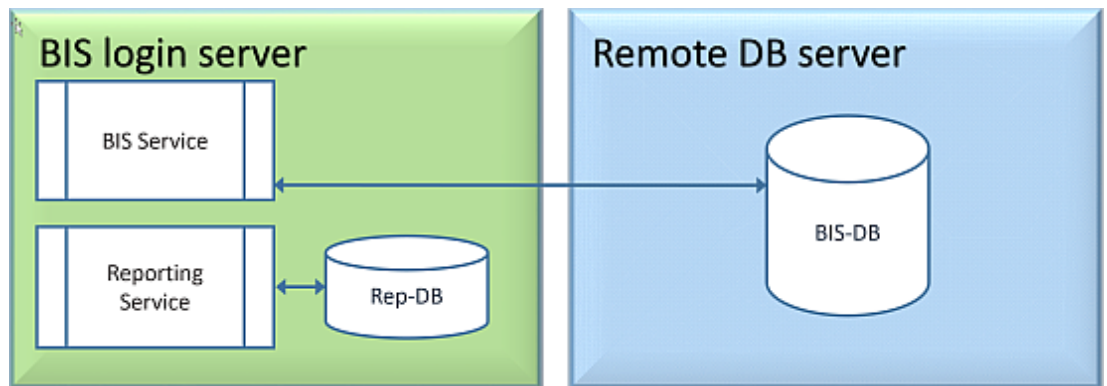 BIS login server
Remote DB server
BIS Service
BIS-DB
Reporting
Service
Rep-DB